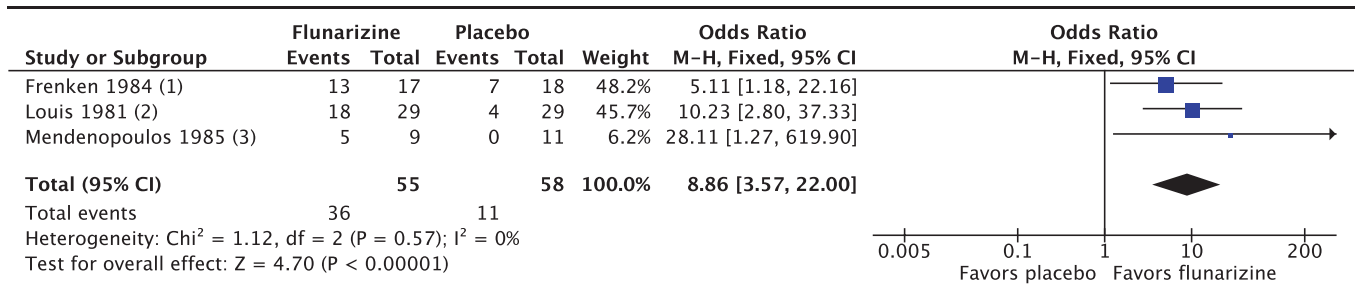 Flunarizine Placebo Odds Ratio Odds Ratio
Study or Subgroup Events Total Events Total Weight M-H, Fixed, 95% CI M-H, Fixed, 95% CI
Frenken 1984 (1) 13 17 7 18 48.2% 5.11 [1.18, 22.16]
Louis 1981 (2) 18 29 4 29 45.7% 10.23 [2.80, 37.33]
Mendenopoulos 1985 (3) 5 9 0 11 6.2% 28.11 [1.27, 619.90]
Total (95% CI) 55 58 100.0% 8.86 [3.57, 22.00]
Total events 36 11
Heterogeneity: Chi² = 1.12, df = 2 (P = 0.57); I² = 0%
Test for overall effect: Z = 4.70 (P < 0.00001)
0.005 0.1 1 10 200
Favors placebo Favors flunarizine